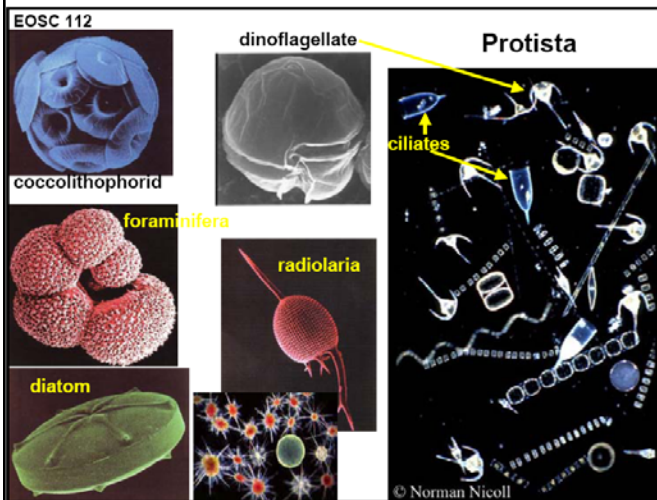 EOSC 112
dinoflagellate
Protista
ciliates
coccolithophorid
foraminifera
radiolaria
diatom
© Norman Nicoll